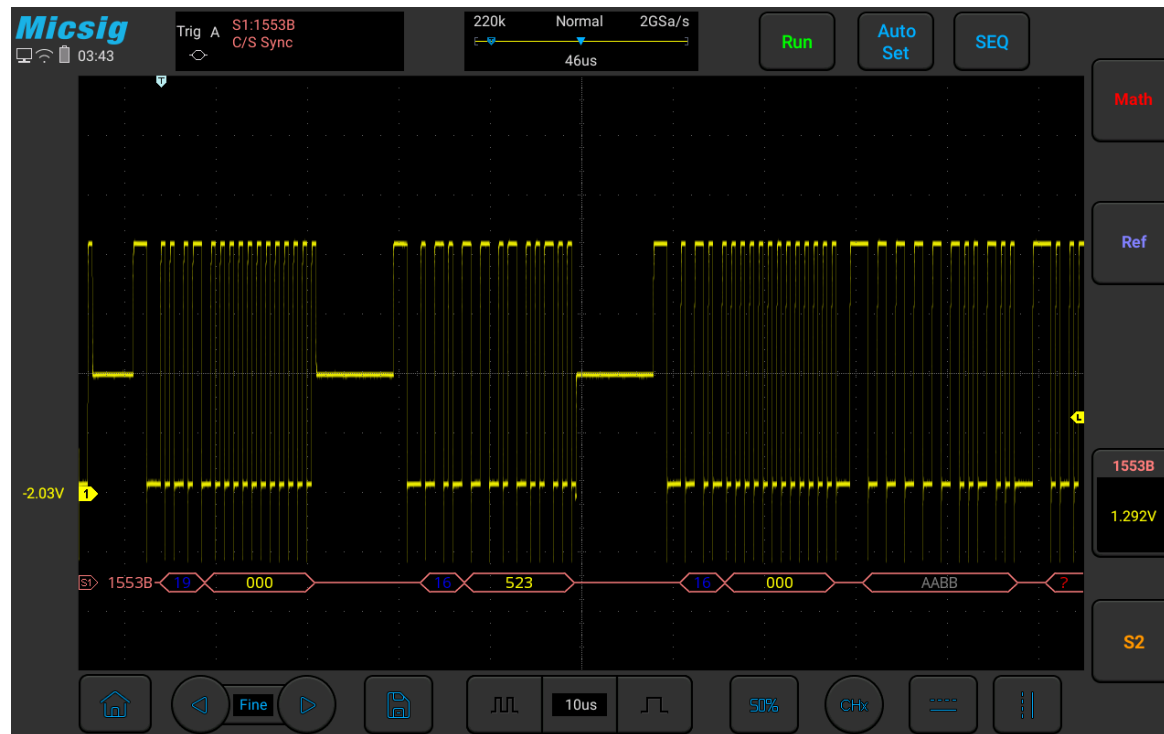 Micsig
03:43
Trig A S1:1553B
C/S Sync
220k Normal 2GSa/s
46us
Run
Auto
Set
SEQ
Math
T
Ref
L
1553B
1.292V
-2.03V 1
S1 1553B 19 000 16 523 16 000 AABB ?
S2
Fine
10us
50%
CHx